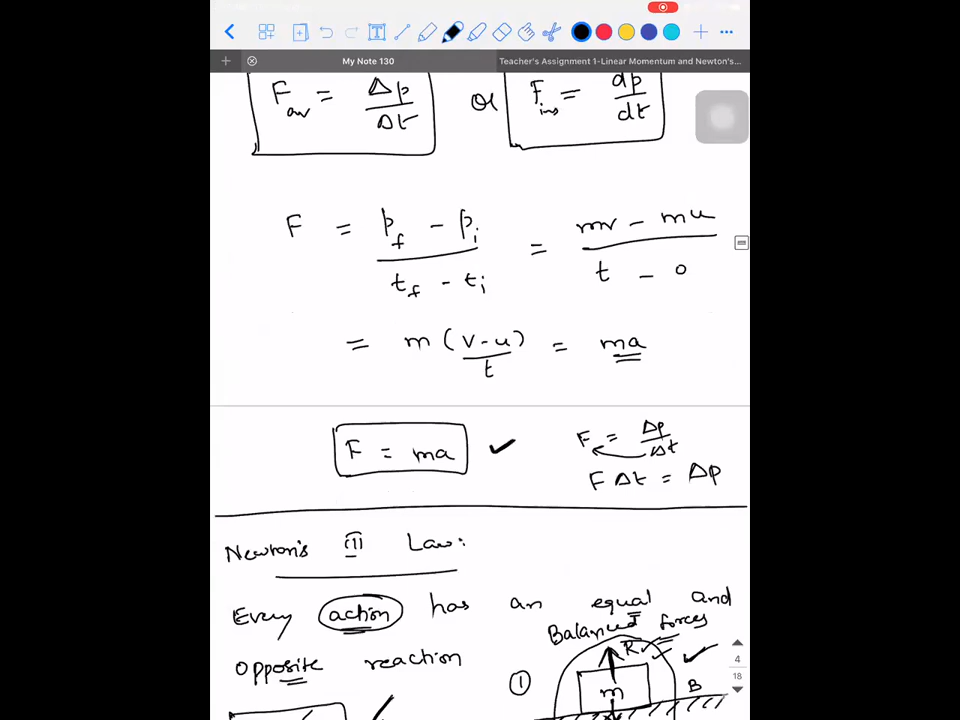 My Note 130
Teacher's Assignment 1-Linear Momentum and Newton's...
F_av = Δp/Δt or F_ins = dp/dt
F = (p_f - p_i)/(t_f - t_i) = (mv - mu)/(t - 0)
= m (v-u)/t = ma
F = ma ✓
F = Δp/Δt
F Δt = Δp
Newton's III Law:
Every action has an equal and
opposite reaction
Balanced forces
R
① m B
4
18